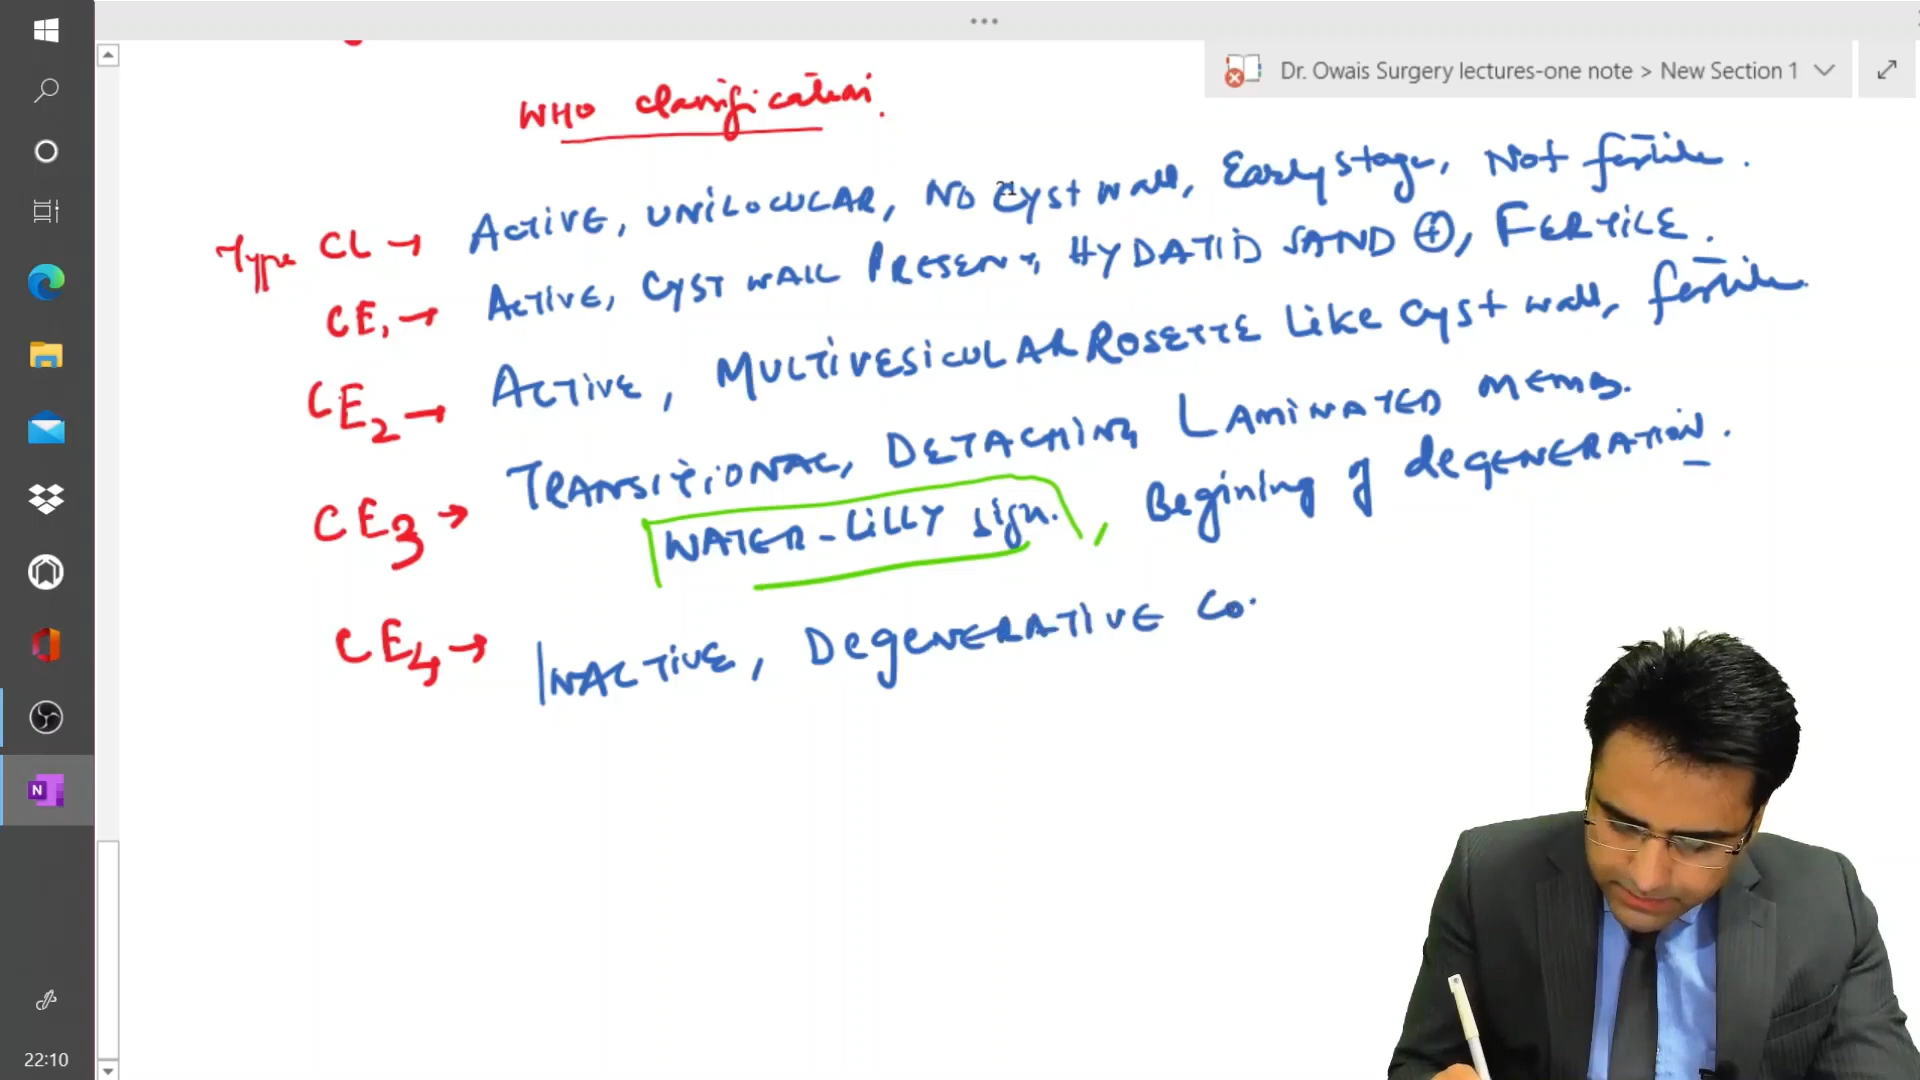 Dr. Owais Surgery lectures-one note > New Section 1
WHO classification.
Type CL → ACTIVE, UNILOCULAR, NO Cyst wall, Early stage, Not fertile.
21
CE1 → ACTIVE, CYST WALL PRESENT, HYDATID SAND ⊕, FERTILE.
CE2 → ACTIVE, MULTIVESICULAR ROSETTE Like cyst wall, fertile
CE3 → TRANSITIONAL, DETACHING LAMINATED MEMB.
WATER-LILLY sign. , Begining of degENERATION.
CE4 → INACTIVE, DegENERATIVE Co.
N
22:10